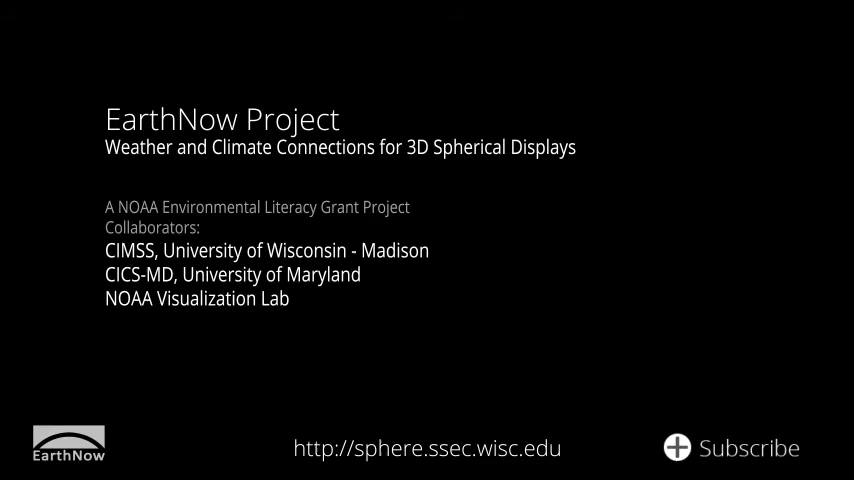 EarthNow Project
Weather and Climate Connections for 3D Spherical Displays
A NOAA Environmental Literacy Grant Project
Collaborators:
CIMSS, University of Wisconsin - Madison
CICS-MD, University of Maryland
NOAA Visualization Lab
EarthNow
http://sphere.ssec.wisc.edu
Subscribe